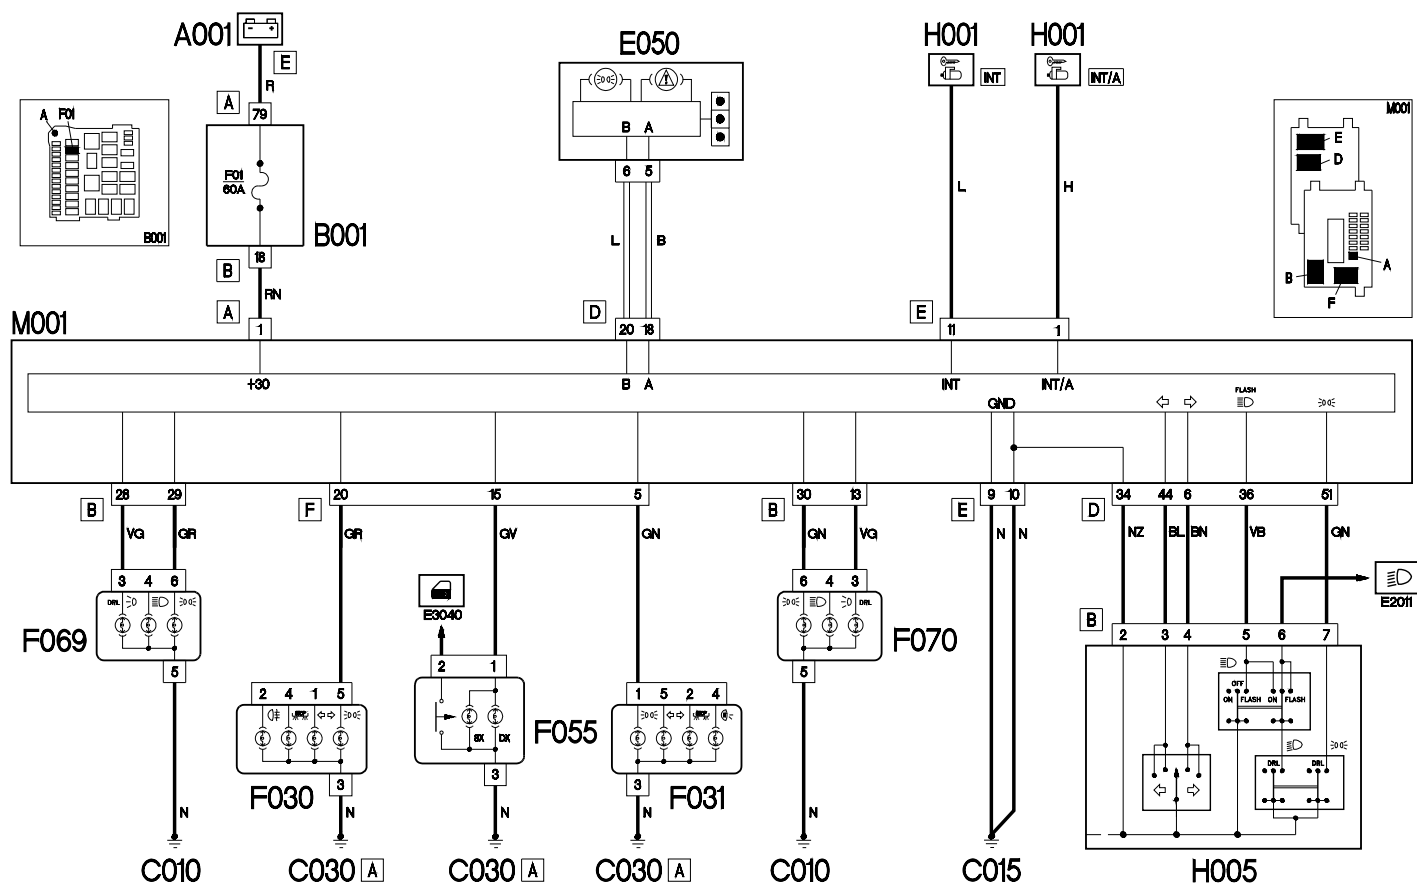 A001
E
R
A
79
F01
60A
B001
18
B
RN
A
1
A F01
B001
E050
B A
6 5
L B
D
20 18
H001 H001
INT INT/A
L H
E
11 1
M001
E
D
A
B
F
M001
+30 B A INT INT/A
GND
FLASH
B 28 29
F 20 15 5
B 30 13
E 9 10
D 34 44 6 36 51
VG GR GR GV GN GN VG N N NZ BL BN VB GN
3 4 6
DRL
F069
5
N
C010
2 4 1 5
F030
3
N
C030 A
E3040
2 1
SX DX
F055
3
N
C030 A
1 5 2 4
F031
3
N
C030 A
6 4 3
DRL
F070
5
N
C010
C015
E2011
B
2 3 4 5 6 7
OFF
ON FLASH ON FLASH
DRL DRL
H005